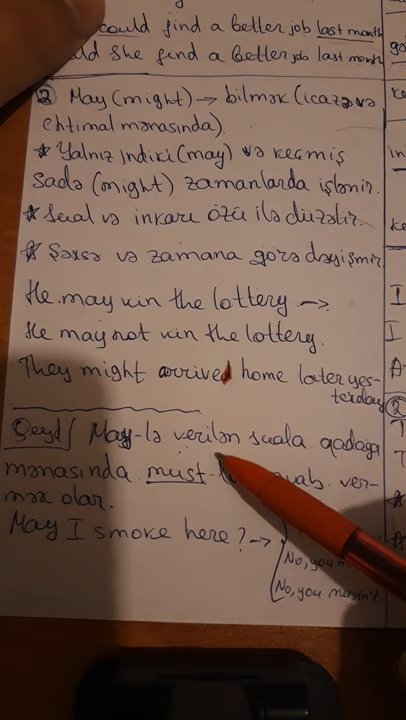 could find a better job last month
she find a better job last month
② May (might) → bilmək (icazə və
ehtimal mənasında)
* Yalnız indiki (may) və keçmiş
sadə (might) zamanlarda işlənir.
* Sual və inkarı özü ilə düzəlir.
* Şəxsə və zamana görə dəyişmir
He may win the lottery →
He may not win the lottery.
They might arrived home later yes-
terday
Qeyd/ May-lə verilən suala qadağa
mənasında must- cavab ver-
mək olar.
May I smoke here? →
No, you
No, you mustn't.